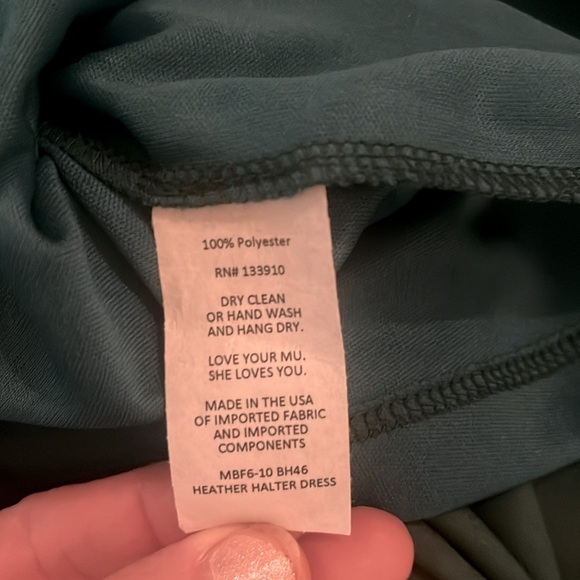 100% Polyester
RN# 133910
DRY CLEAN
OR HAND WASH
AND HANG DRY.
LOVE YOUR MU.
SHE LOVES YOU.
MADE IN THE USA
OF IMPORTED FABRIC
AND IMPORTED
COMPONENTS
MBF6-10 BH46
HEATHER HALTER DRESS